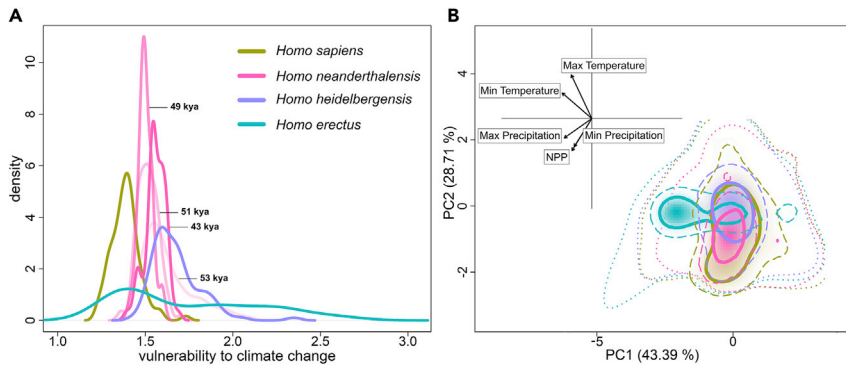 A
density
0
2
4
6
8
10
1.0
1.5
2.0
2.5
3.0
vulnerability to climate change
Homo sapiens
Homo neanderthalensis
Homo heidelbergensis
Homo erectus
49 kya
51 kya
43 kya
53 kya
B
PC2 (28.71 %)
4
2
0
-2
-5
0
PC1 (43.39 %)
Max Temperature
Min Temperature
Max Precipitation
Min Precipitation
NPP